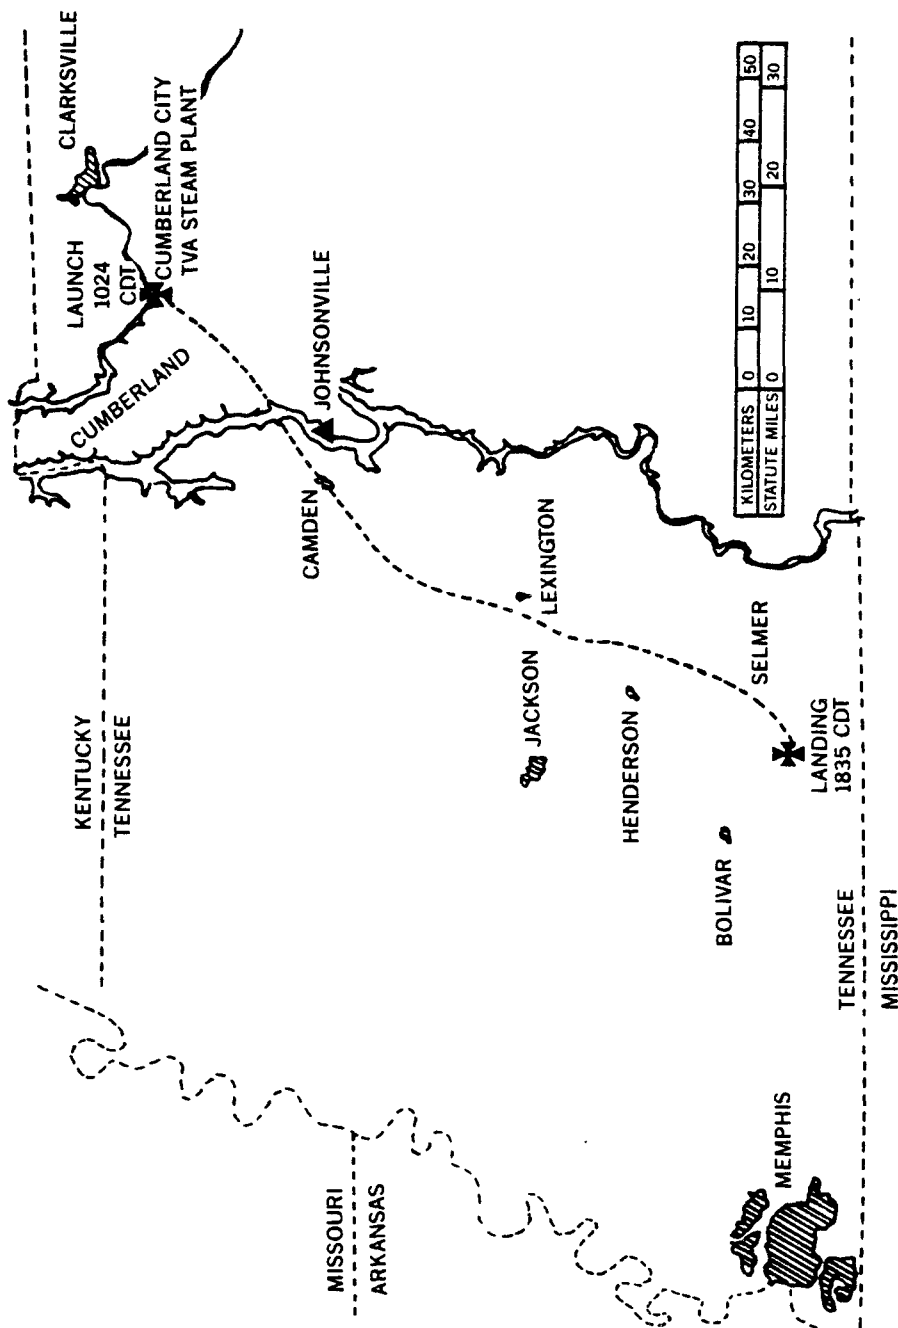 CLARKSVILLE
LAUNCH
1024
CDT
CUMBERLAND CITY
TVA STEAM PLANT
CUMBERLAND
KENTUCKY
TENNESSEE
JOHNSONVILLE
CAMDEN
MISSOURI
ARKANSAS
LEXINGTON
JACKSON
HENDERSON
SELMER
BOLIVAR
LANDING
1835 CDT
MEMPHIS
TENNESSEE
MISSISSIPPI
KILOMETERS 0 10 20 30 40 50
STATUTE MILES 0 10 20 30